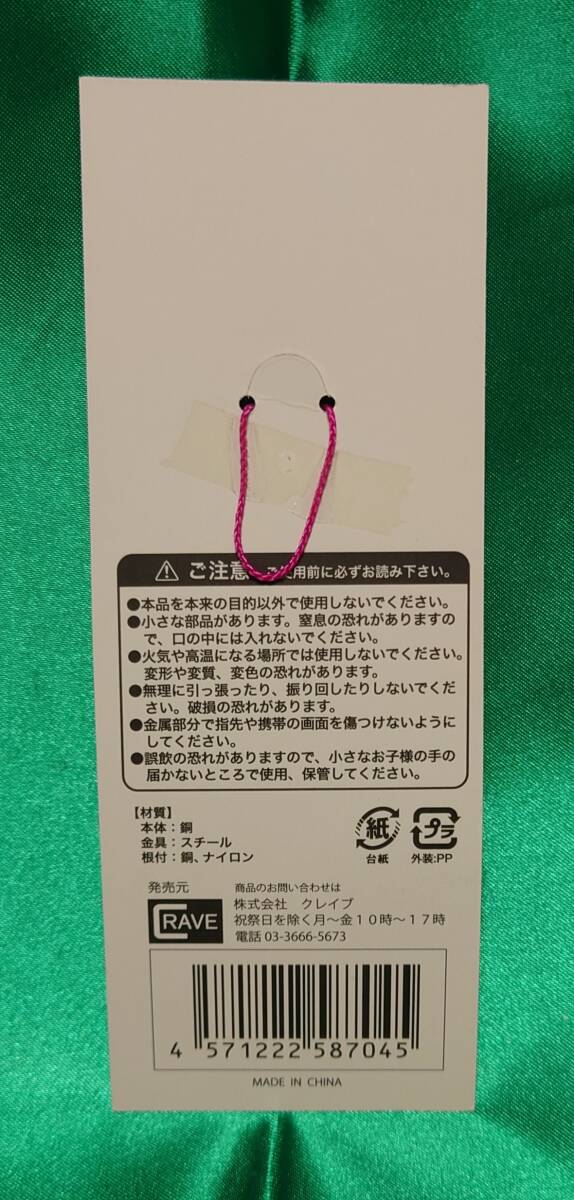 ご注意 ご使用前に必ずお読み下さい。
●本品を本来の目的以外で使用しないでください。
●小さな部品があります。窒息の恐れがありますの
で、口の中には入れないでください。
●火気や高温になる場所では使用しないでください。
変形や変質、変色の恐れがあります。
●無理に引っ張ったり、振り回したりしないでくだ
さい。破損の恐れがあります。
●金属部分で指先や携帯の画面を傷つけないように
してください。
●誤飲の恐れがありますので、小さなお子様の手の
届かないところで使用、保管してください。
【材質】
本体：銅
金具：スチール
根付：銅、ナイロン
紙
台紙
プラ
外装:PP
発売元
CRAVE
商品のお問い合わせは
株式会社 クレイブ
祝祭日を除く月～金１０時～１７時
電話 03-3666-5673
4 571222 587045
MADE IN CHINA